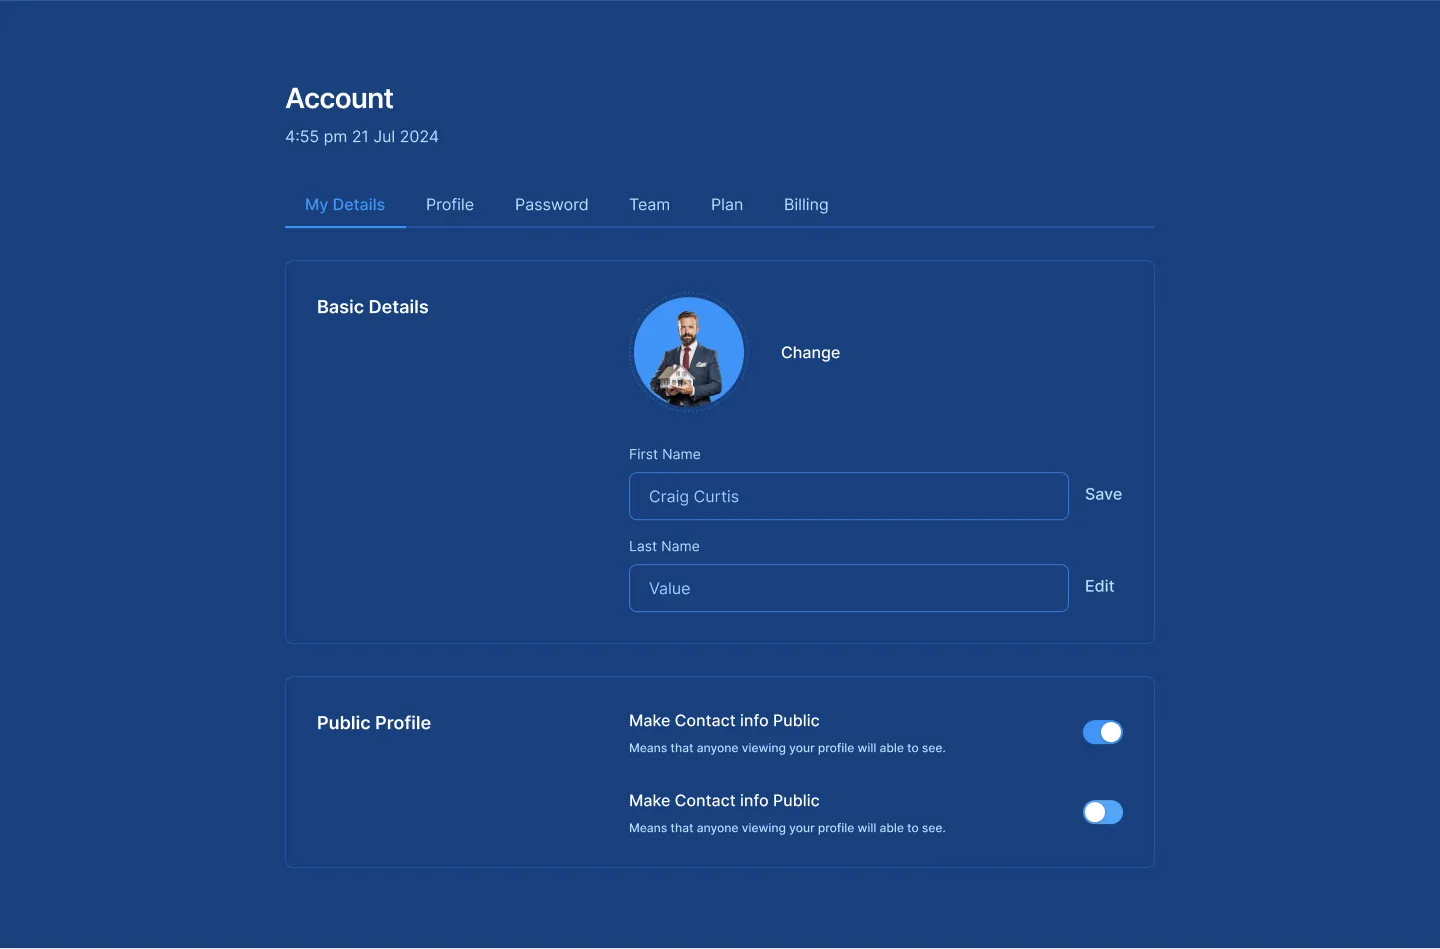 Account
4:55 pm 21 Jul 2024
My Details Profile Password Team Plan Billing
Basic Details
Change
First Name
Craig Curtis
Save
Last Name
Value
Edit
Public Profile
Make Contact info Public
Means that anyone viewing your profile will able to see.
Make Contact info Public
Means that anyone viewing your profile will able to see.